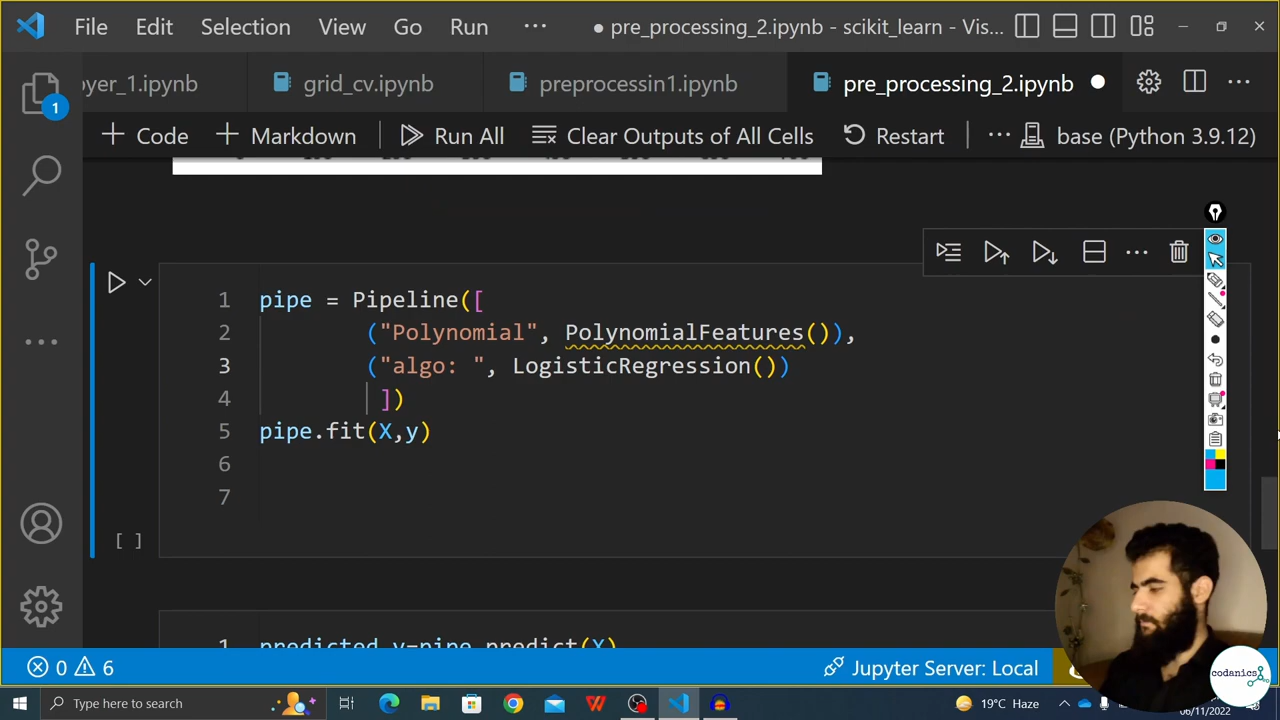 File Edit Selection View Go Run ··· ● pre_processing_2.ipynb - scikit_learn - Vis...
1 yer_1.ipynb grid_cv.ipynb preprocessin1.ipynb pre_processing_2.ipynb
+ Code + Markdown Run All Clear Outputs of All Cells Restart ··· base (Python 3.9.12)
1 pipe = Pipeline([
2 ("Polynomial", PolynomialFeatures()),
3 ("algo: ", LogisticRegression())
4 ])
5 pipe.fit(X,y)
6
7
[ ]
1 predicted_y=pipe.predict(X)
0 6 Jupyter Server: Local
codanics
Type here to search 19°C Haze
06/11/2022